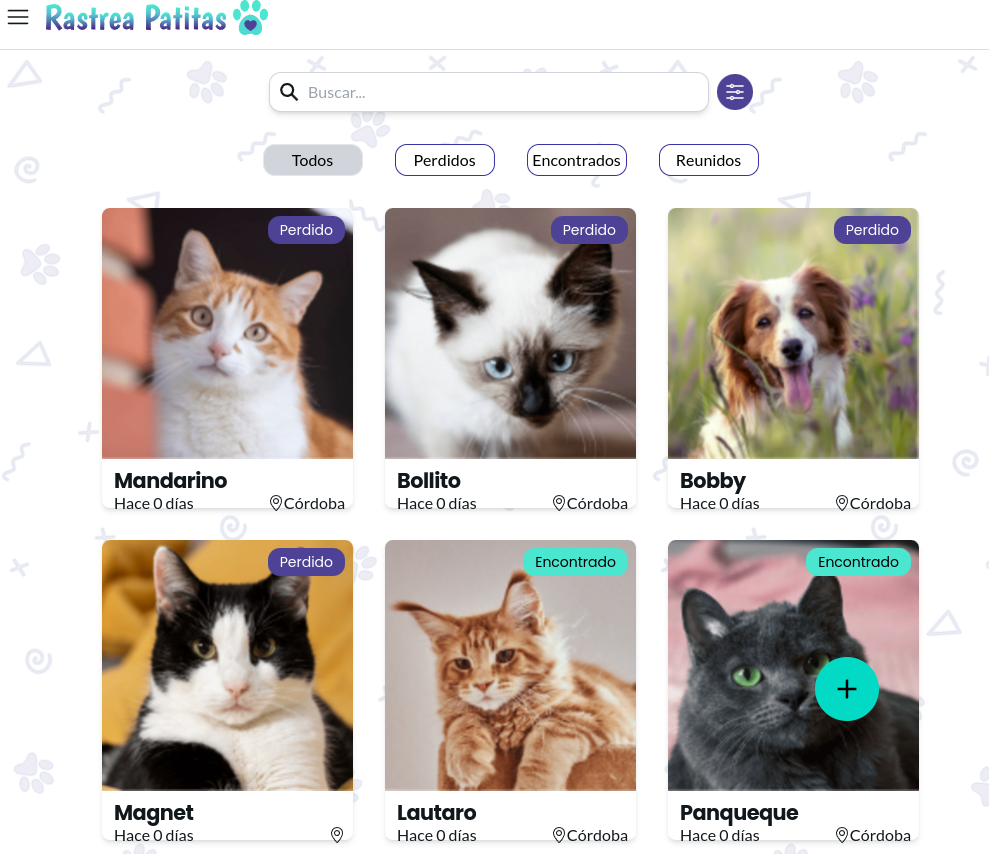 Rastrea Patitas
Buscar...
Todos Perdidos Encontrados Reunidos
Perdido Perdido Perdido
Mandarino Bollito Bobby
Hace 0 días Córdoba Hace 0 días Córdoba Hace 0 días Córdoba
Perdido Encontrado Encontrado
Magnet Lautaro Panqueque
Hace 0 días Hace 0 días Córdoba Hace 0 días Córdoba